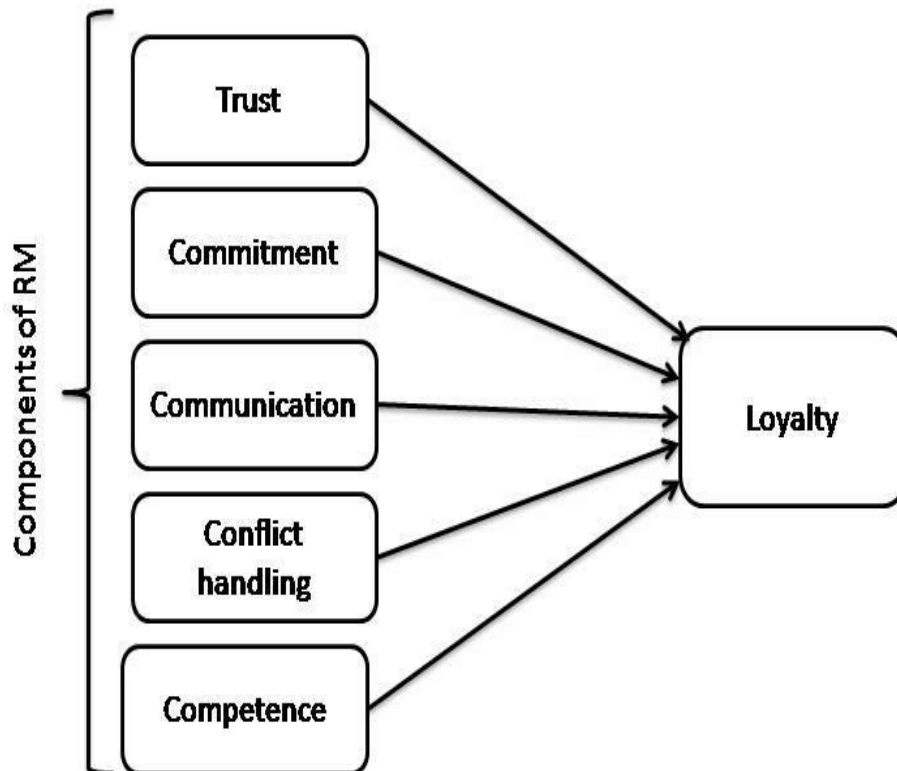 Components of RM
Trust
Commitment
Communication
Conflict
handling
Competence
Loyalty